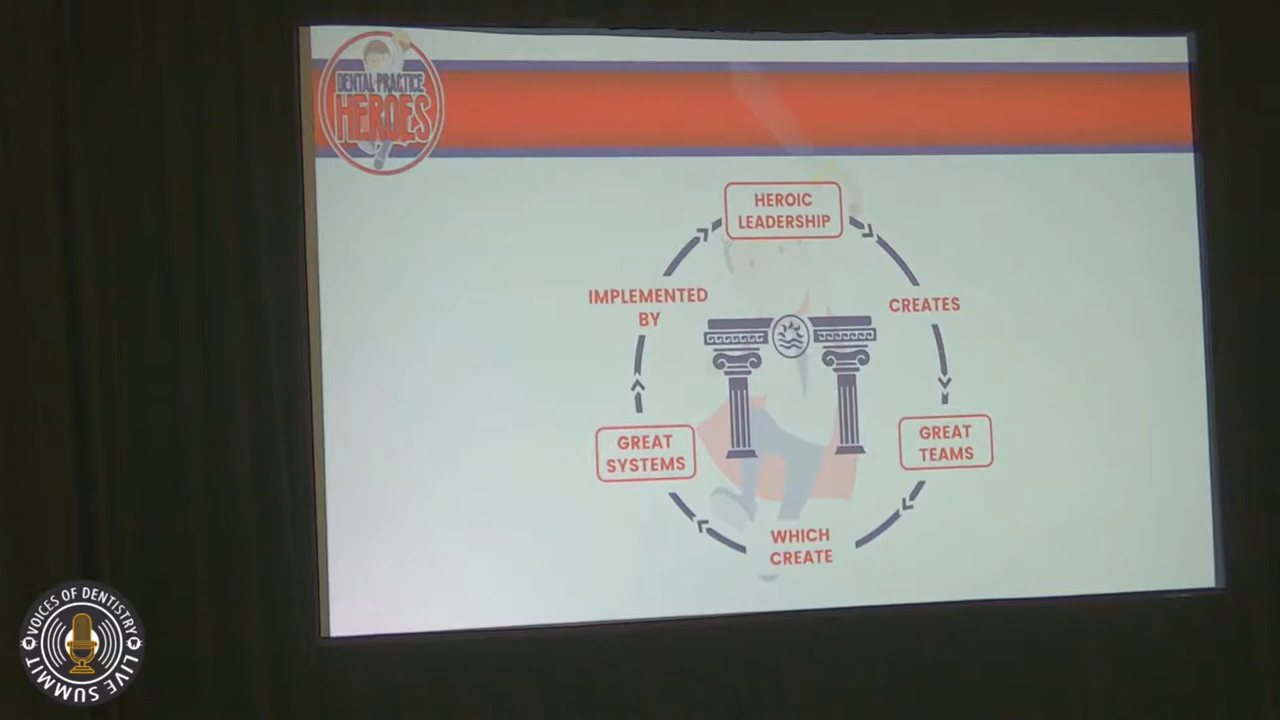 DENTAL PRACTICE
HEROES
HEROIC
LEADERSHIP
IMPLEMENTED
BY
CREATES
GREAT
SYSTEMS
GREAT
TEAMS
WHICH
CREATE
VOICES OF DENTISTRY
LIVE SUMMIT